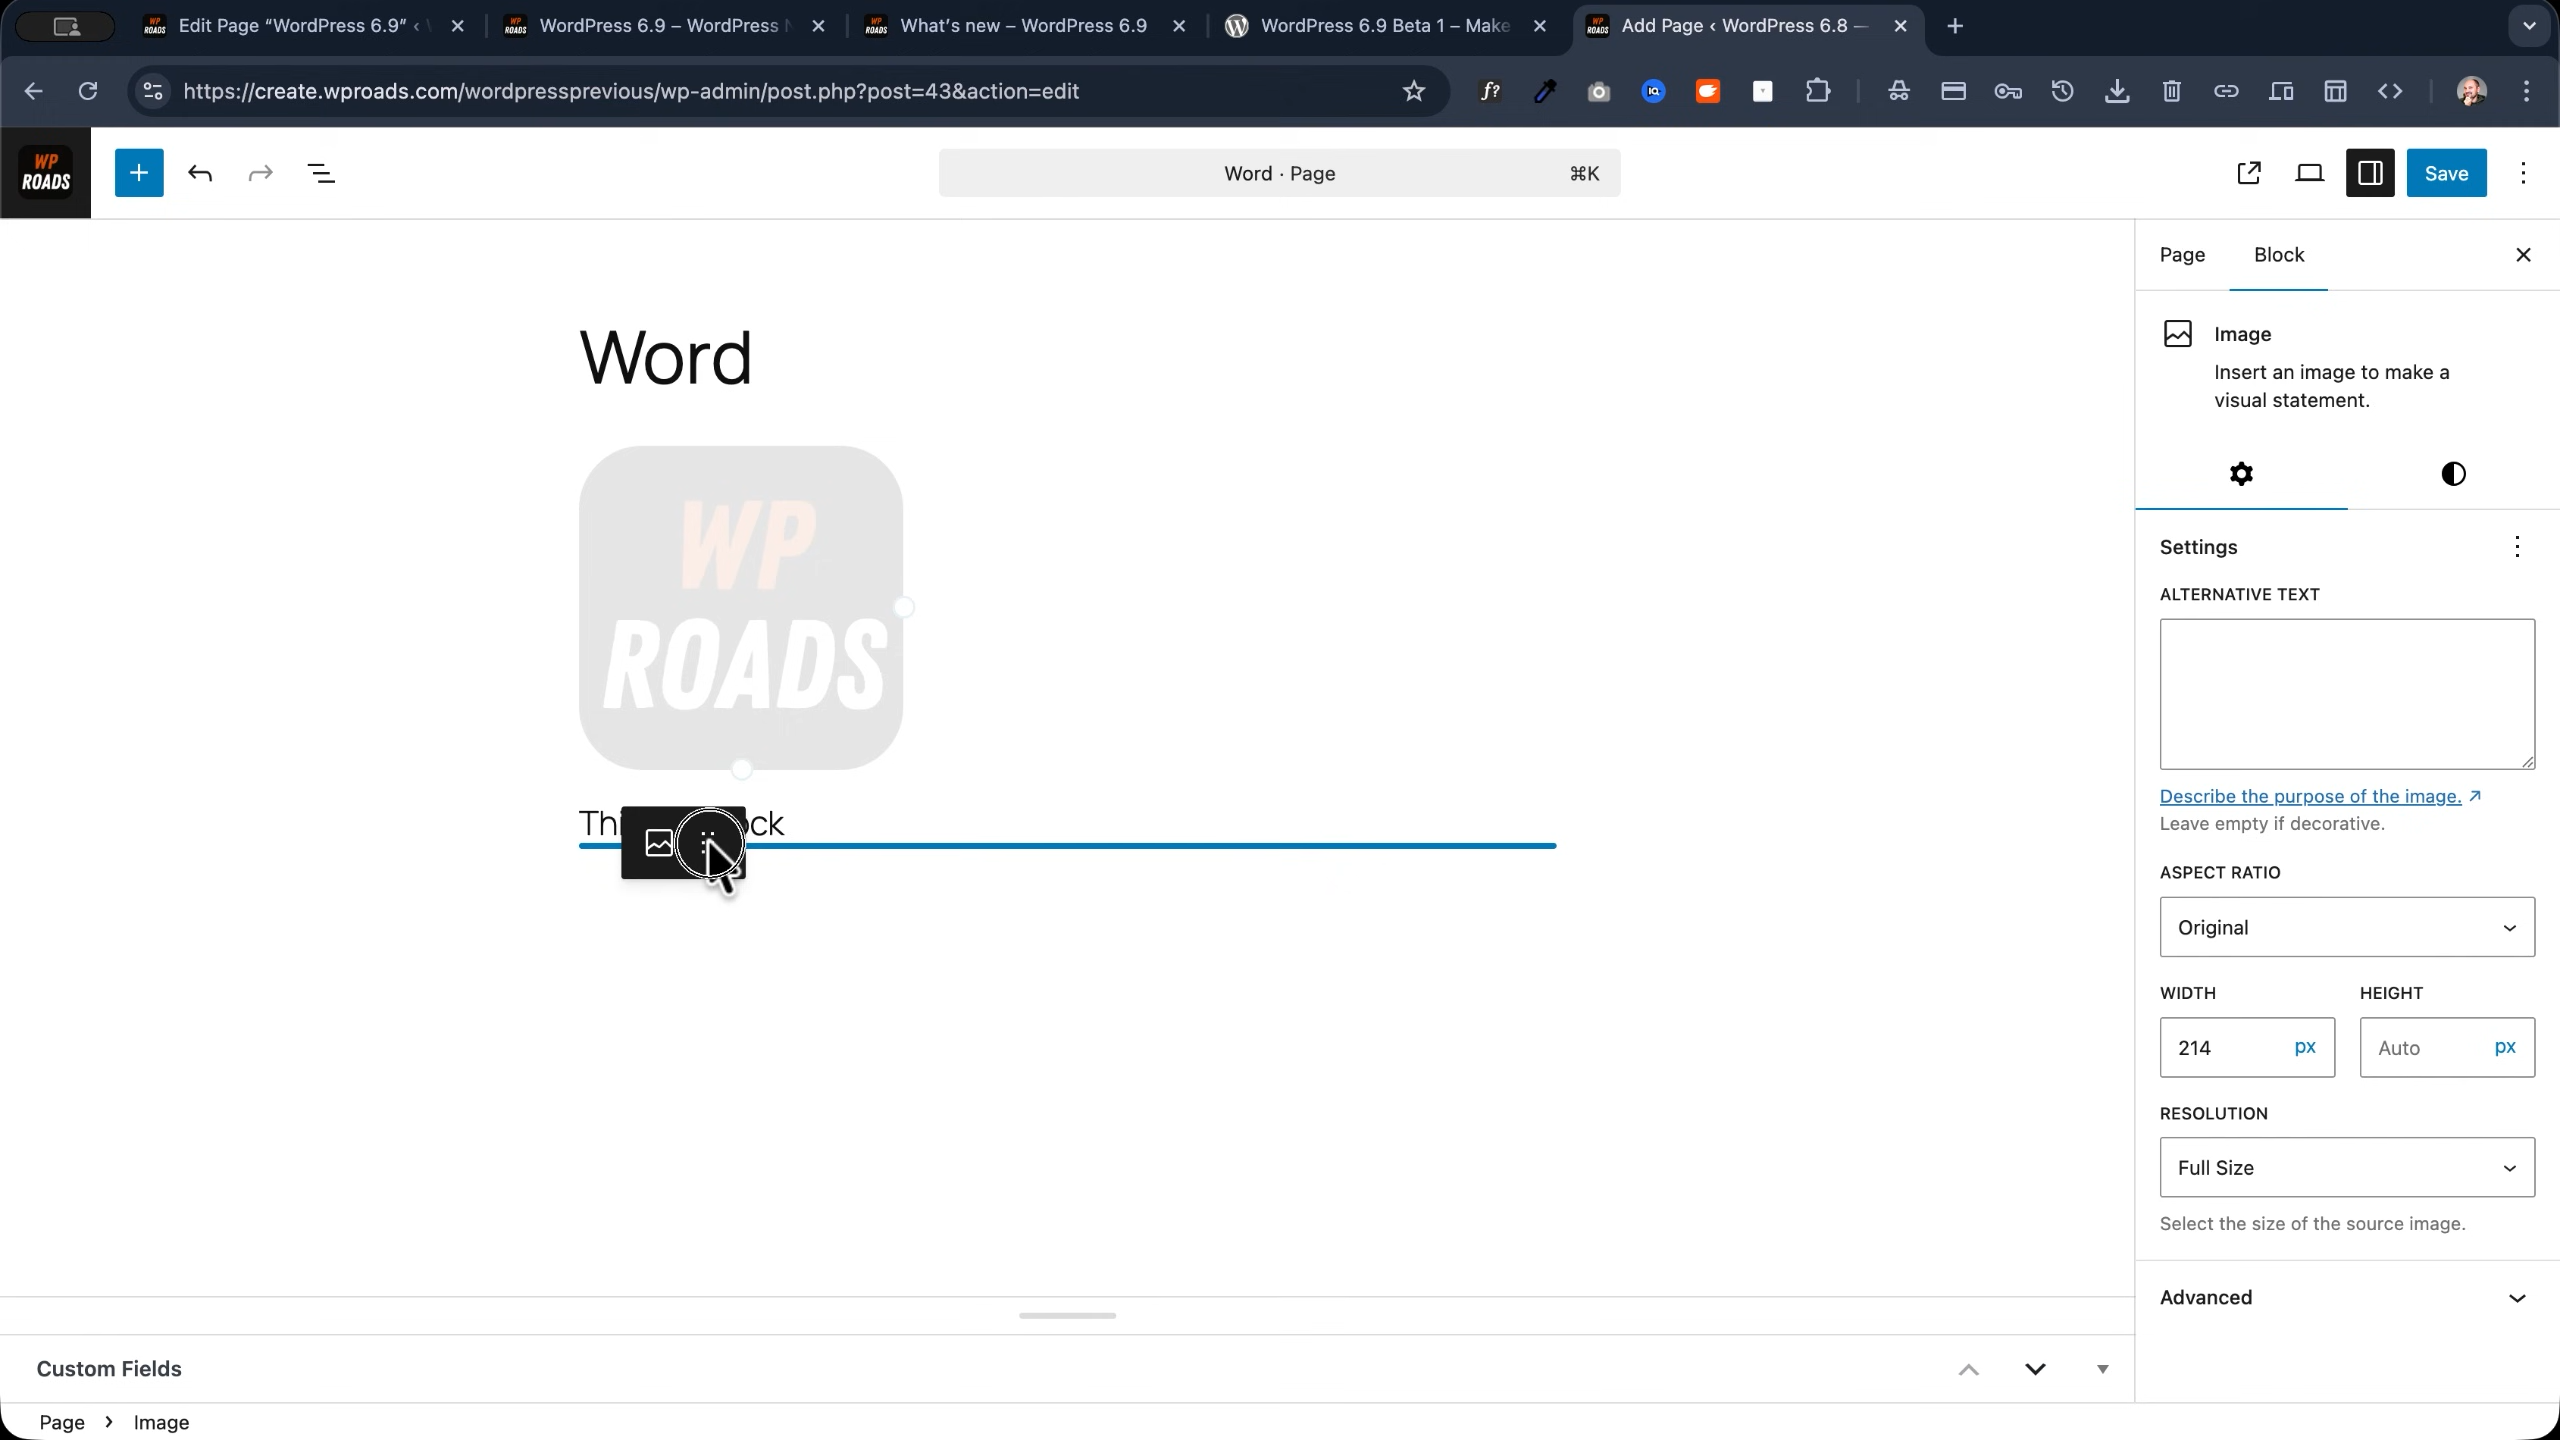 Edit Page “WordPress 6.9” ‹
WordPress 6.9 – WordPress
What’s new – WordPress 6.9
WordPress 6.9 Beta 1 – Make
Add Page ‹ WordPress 6.8 —
https://create.wproads.com/wordpressprevious/wp-admin/post.php?post=43&action=edit
WP
ROADS
Word · Page
⌘K
Save
Page
Block
Image
Insert an image to make a
visual statement.
Word
WP
ROADS
Settings
ALTERNATIVE TEXT
Describe the purpose of the image. ↗
Leave empty if decorative.
ASPECT RATIO
Original
WIDTH
HEIGHT
214 px
Auto px
RESOLUTION
Full Size
Select the size of the source image.
Advanced
Custom Fields
Page › Image